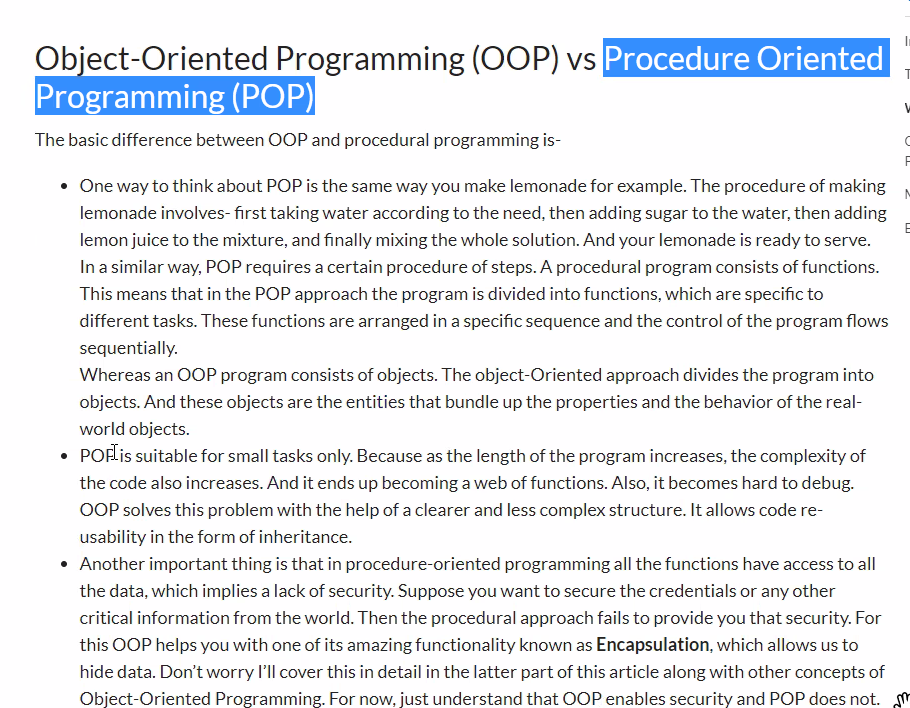 Object-Oriented Programming (OOP) vs Procedure Oriented
Programming (POP)
The basic difference between OOP and procedural programming is-
• One way to think about POP is the same way you make lemonade for example. The procedure of making
lemonade involves- first taking water according to the need, then adding sugar to the water, then adding
lemon juice to the mixture, and finally mixing the whole solution. And your lemonade is ready to serve.
In a similar way, POP requires a certain procedure of steps. A procedural program consists of functions.
This means that in the POP approach the program is divided into functions, which are specific to
different tasks. These functions are arranged in a specific sequence and the control of the program flows
sequentially.
Whereas an OOP program consists of objects. The object-Oriented approach divides the program into
objects. And these objects are the entities that bundle up the properties and the behavior of the real-
world objects.
• POP is suitable for small tasks only. Because as the length of the program increases, the complexity of
the code also increases. And it ends up becoming a web of functions. Also, it becomes hard to debug.
OOP solves this problem with the help of a clearer and less complex structure. It allows code re-
usability in the form of inheritance.
• Another important thing is that in procedure-oriented programming all the functions have access to all
the data, which implies a lack of security. Suppose you want to secure the credentials or any other
critical information from the world. Then the procedural approach fails to provide you that security. For
this OOP helps you with one of its amazing functionality known as Encapsulation, which allows us to
hide data. Don’t worry I’ll cover this in detail in the latter part of this article along with other concepts of
Object-Oriented Programming. For now, just understand that OOP enables security and POP does not.